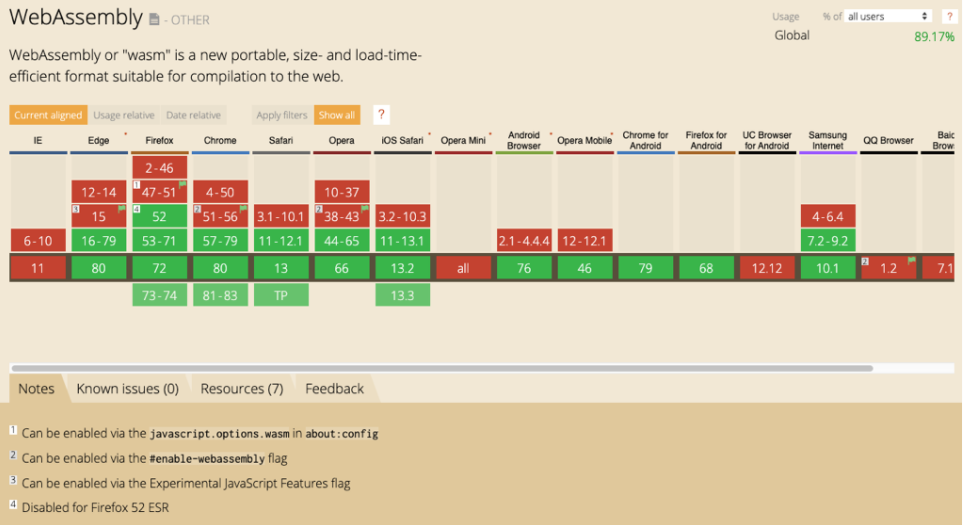 WebAssembly - OTHER
Usage % of all users ?
Global 89.17%
WebAssembly or "wasm" is a new portable, size- and load-time-
efficient format suitable for compilation to the web.
Current aligned Usage relative Date relative Apply filters Show all ?
IE Edge * Firefox Chrome Safari Opera iOS Safari * Opera Mini * Android Browser * Opera Mobile * Chrome for Android Firefox for Android UC Browser for Android Samsung Internet QQ Browser
2-46
12-14 1 47-51 4-50 10-37
3 15 4 52 2 51-56 3.1-10.1 2 38-43 3.2-10.3 4-6.4
6-10 16-79 53-71 57-79 11-12.1 44-65 11-13.1 2.1-4.4.4 12-12.1 7.2-9.2
11 80 72 80 13 66 13.2 all 76 46 79 68 12.12 10.1 2 1.2 7.1
73-74 81-83 TP 13.3
Notes Known issues (0) Resources (7) Feedback
1 Can be enabled via the javascript.options.wasm in about:config
2 Can be enabled via the #enable-webassembly flag
3 Can be enabled via the Experimental JavaScript Features flag
4 Disabled for Firefox 52 ESR